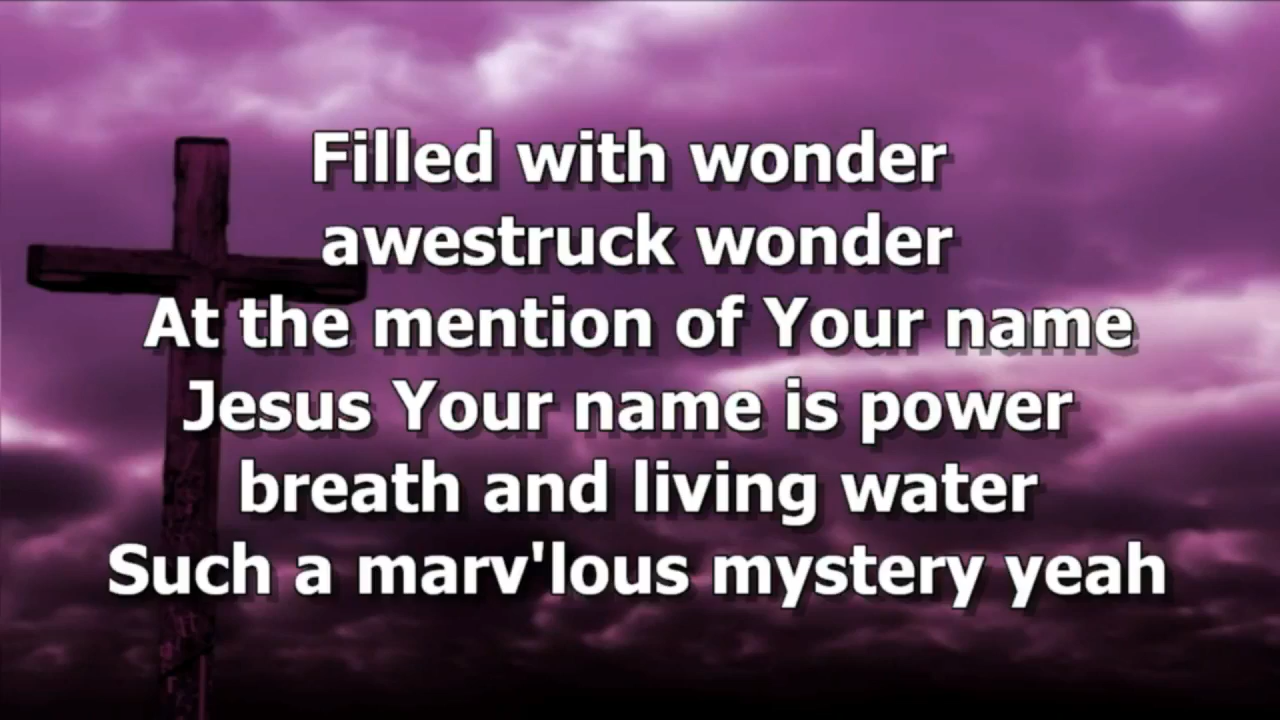 Filled with wonder
awestruck wonder
At the mention of Your name
Jesus Your name is power
breath and living water
Such a marv'lous mystery yeah